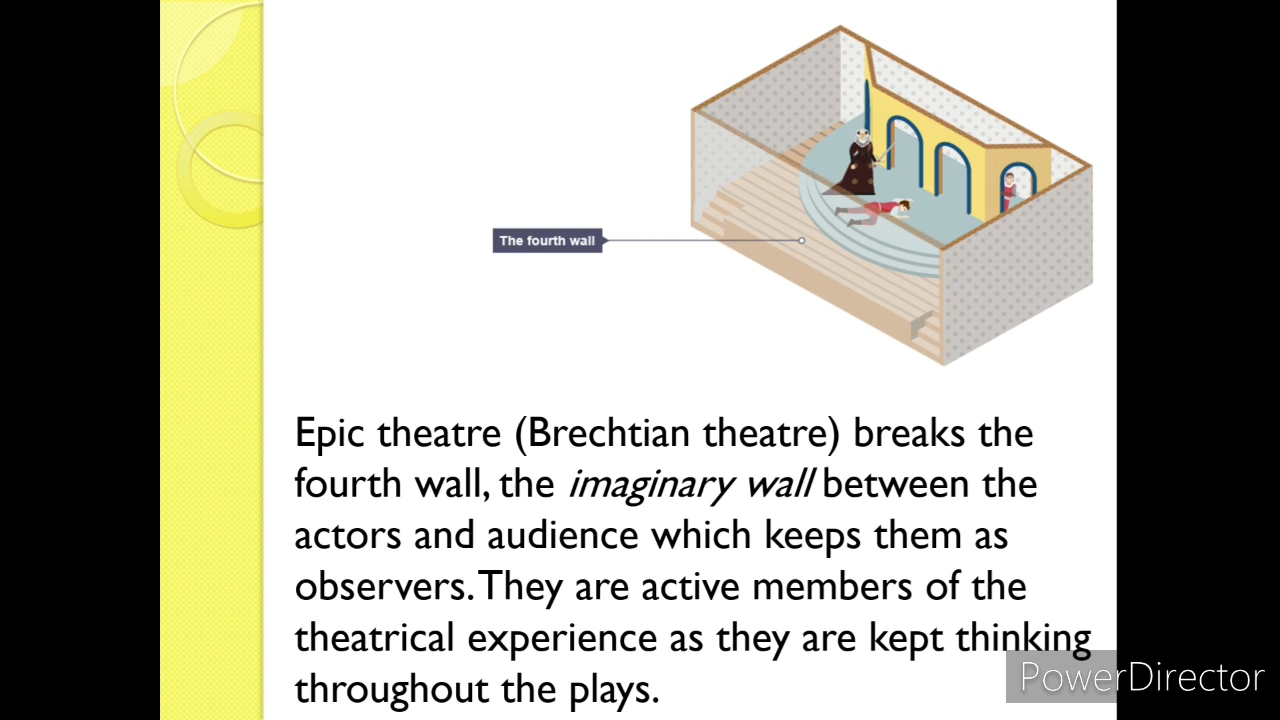 The fourth wall
Epic theatre (Brechtian theatre) breaks the
fourth wall, the imaginary wall between the
actors and audience which keeps them as
observers. They are active members of the
theatrical experience as they are kept thinking
throughout the plays.
PowerDirector